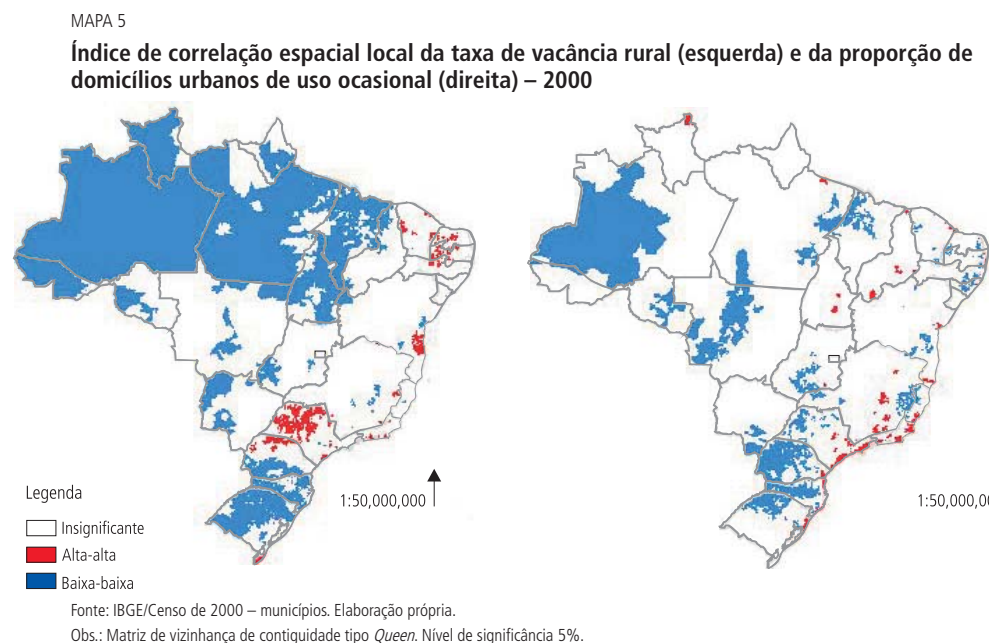 MAPA 5
Índice de correlação espacial local da taxa de vacância rural (esquerda) e da proporção de
domicílios urbanos de uso ocasional (direita) – 2000
Legenda
1:50,000,000
1:50,000,00
Insignificante
Alta-alta
Baixa-baixa
Fonte: IBGE/Censo de 2000 – municípios. Elaboração própria.
Obs.: Matriz de vizinhança de contiguidade tipo Queen. Nível de significância 5%.